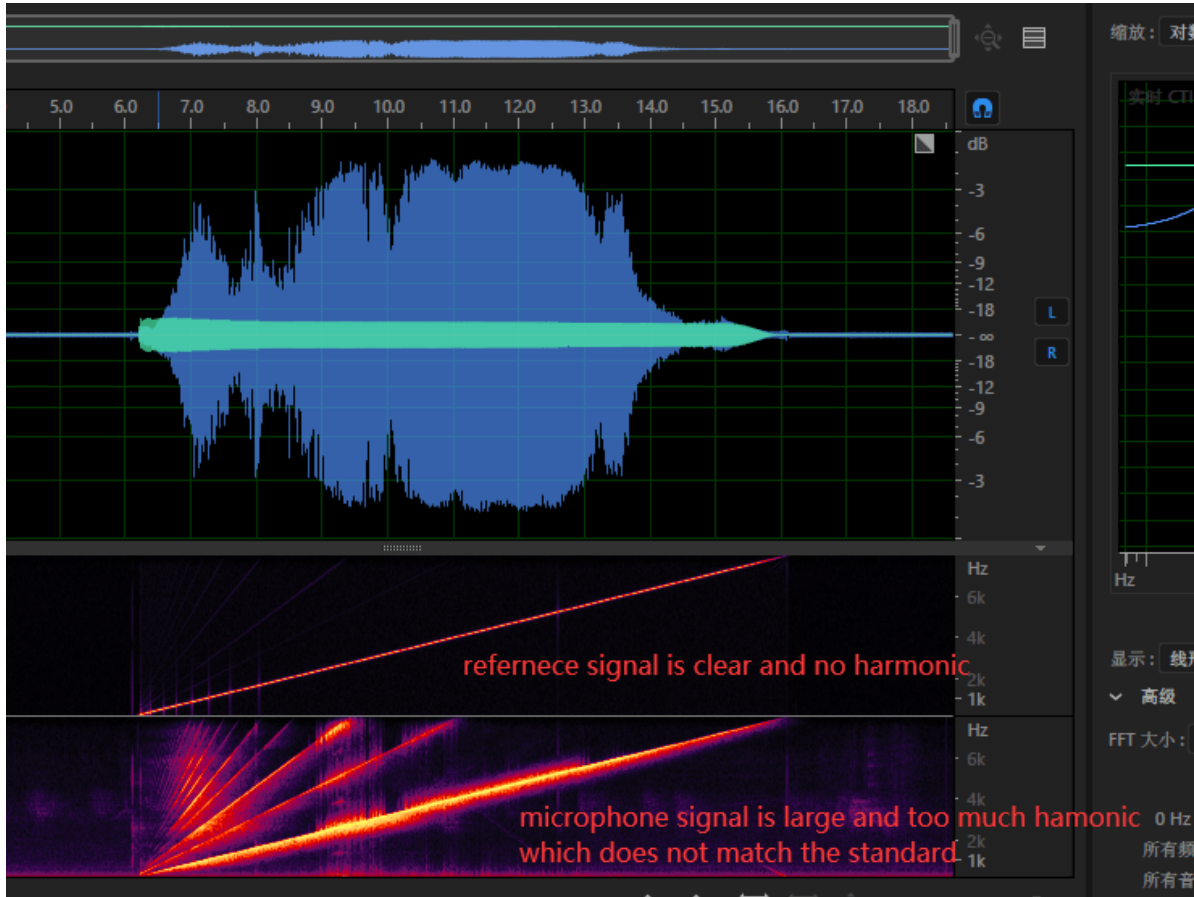 缩放：
对数
实时 CTI
5.0 6.0 7.0 8.0 9.0 10.0 11.0 12.0 13.0 14.0 15.0 16.0 17.0 18.0
dB
-3
-6
-9
-12
-18
- ∞
-18
-12
-9
-6
-3
L
R
Hz
6k
4k
2k
1k
refernece signal is clear and no harmonic
Hz
6k
4k
2k
1k
microphone signal is large and too much hamonic
which does not match the standard
Hz
显示：
高级
FFT 大小：
0 Hz
所有频
所有音